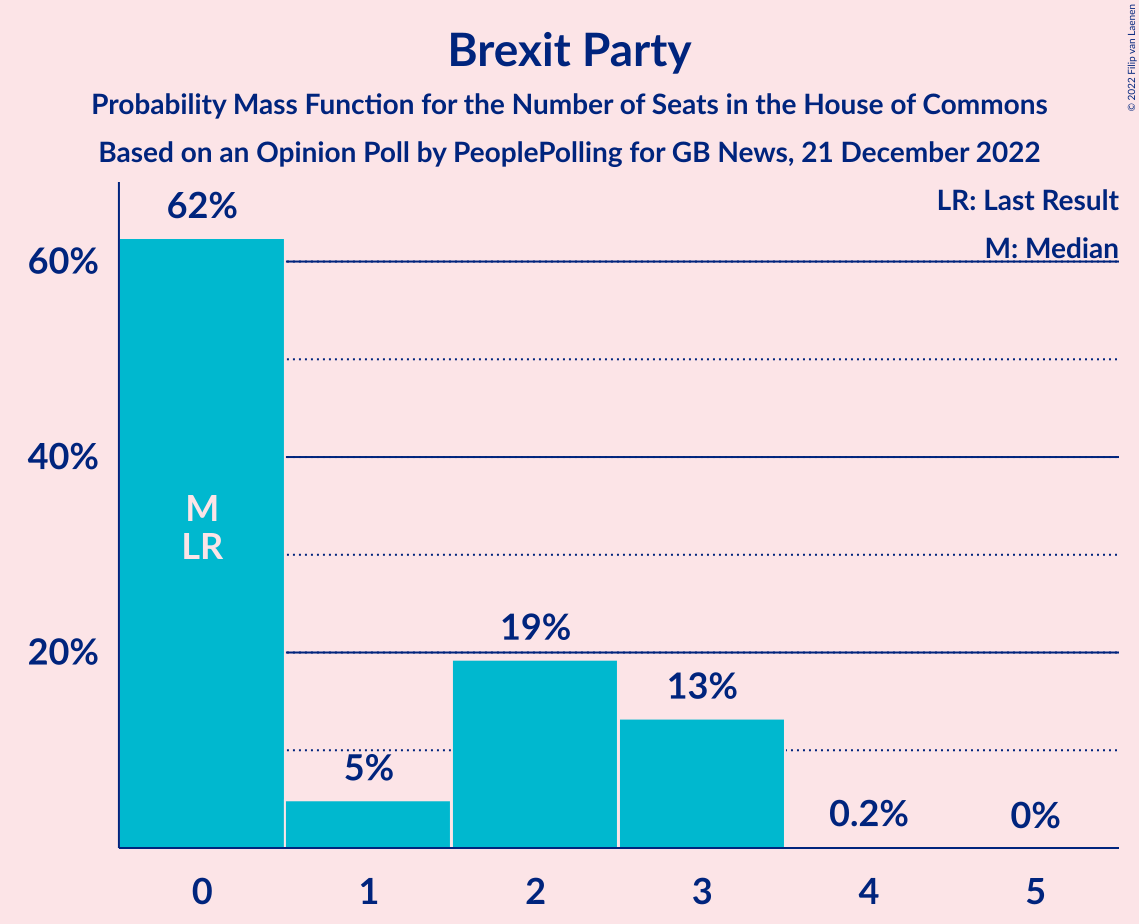 Brexit Party
Probability Mass Function for the Number of Seats in the House of Commons
Based on an Opinion Poll by PeoplePolling for GB News, 21 December 2022
© 2022 Filip van Laenen
LR: Last Result
M: Median
62%
60%
40%
M
LR
19%
20%
13%
5%
0.2%
0%
0 1 2 3 4 5